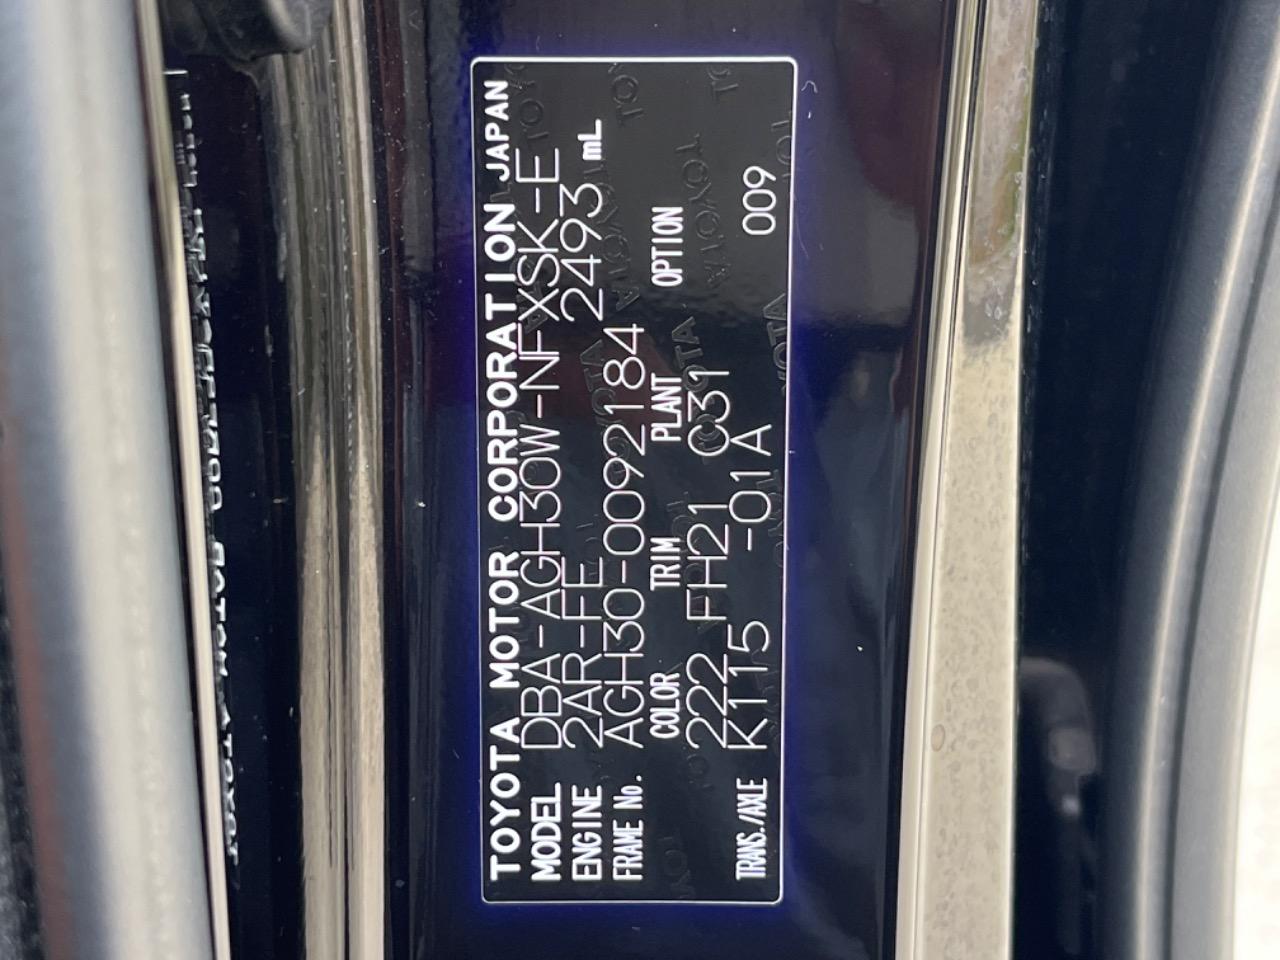 TOYOTA MOTOR CORPORATION JAPAN
MODEL DBA-AGH30W-NFXSK-E
ENGINE 2AR-FE 2493 mL
FRAME No. AGH30-0092184
COLOR TRIM PLANT OPTION
222 FH21 C39
TRANS./AXLE K115 -01A 009